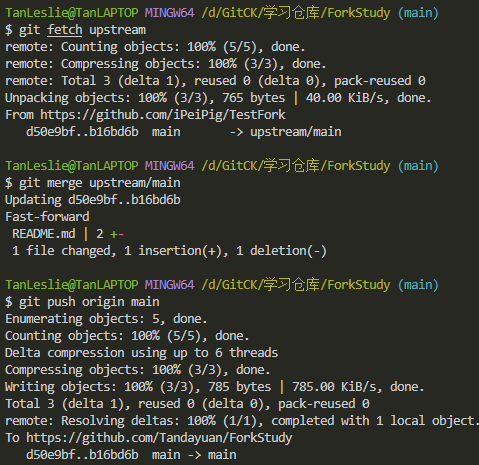 TanLeslie@TanLAPTOP MINGW64 /d/GitCK/学习仓库/ForkStudy (main)
$ git fetch upstream
remote: Counting objects: 100% (5/5), done.
remote: Compressing objects: 100% (3/3), done.
remote: Total 3 (delta 1), reused 0 (delta 0), pack-reused 0
Unpacking objects: 100% (3/3), 765 bytes | 40.00 KiB/s, done.
From https://github.com/iPeiPig/TestFork
   d50e9bf..b16bd6b  main       -> upstream/main

TanLeslie@TanLAPTOP MINGW64 /d/GitCK/学习仓库/ForkStudy (main)
$ git merge upstream/main
Updating d50e9bf..b16bd6b
Fast-forward
 README.md | 2 +-
 1 file changed, 1 insertion(+), 1 deletion(-)

TanLeslie@TanLAPTOP MINGW64 /d/GitCK/学习仓库/ForkStudy (main)
$ git push origin main
Enumerating objects: 5, done.
Counting objects: 100% (5/5), done.
Delta compression using up to 6 threads
Compressing objects: 100% (3/3), done.
Writing objects: 100% (3/3), 785 bytes | 785.00 KiB/s, done.
Total 3 (delta 1), reused 0 (delta 0), pack-reused 0
remote: Resolving deltas: 100% (1/1), completed with 1 local object.
To https://github.com/Tandayuan/ForkStudy
   d50e9bf..b16bd6b  main -> main